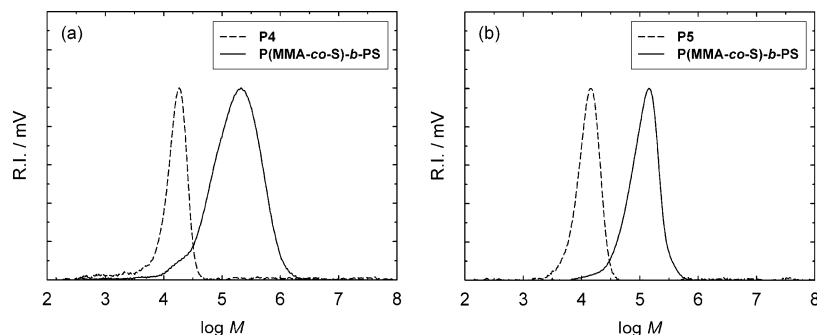 (a)
P4
P(MMA-co-S)-b-PS
R.I. / mV
2 3 4 5 6 7 8
log M
(b)
P5
P(MMA-co-S)-b-PS
R.I. / mV
2 3 4 5 6 7 8
log M